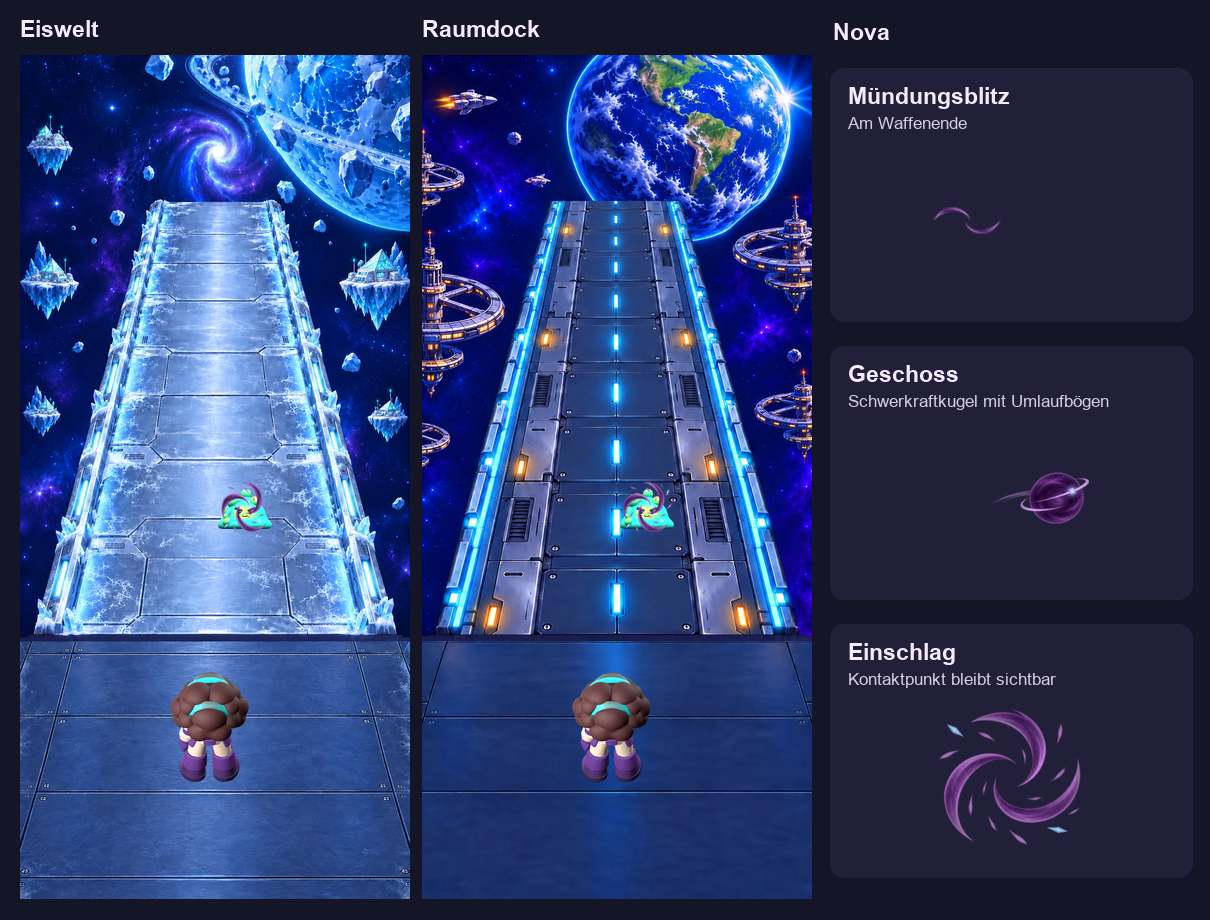 Eiswelt
Raumdock
Nova
Mündungsblitz
Am Waffenende
Geschoss
Schwerkraftkugel mit Umlaufbögen
Einschlag
Kontaktpunkt bleibt sichtbar